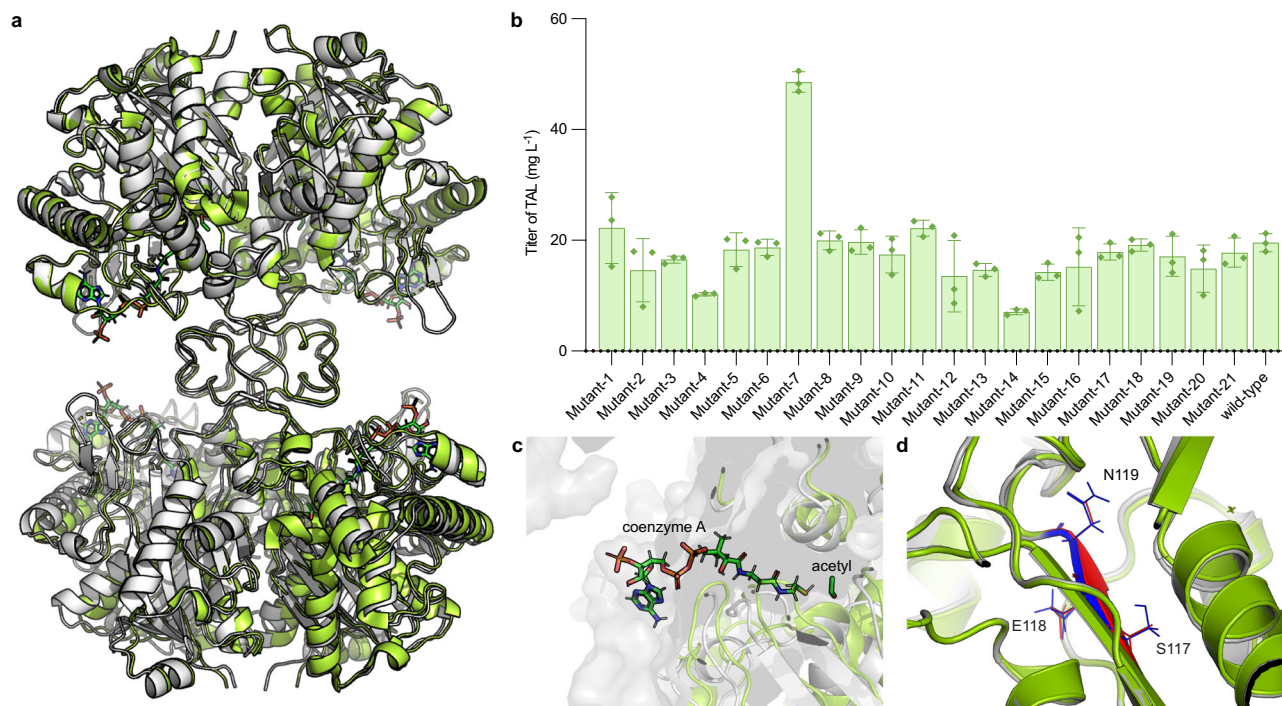 a
b
Titer of TAL (mg L⁻¹)
60
40
20
0
Mutant-1
Mutant-2
Mutant-3
Mutant-4
Mutant-5
Mutant-6
Mutant-7
Mutant-8
Mutant-9
Mutant-10
Mutant-11
Mutant-12
Mutant-13
Mutant-14
Mutant-15
Mutant-16
Mutant-17
Mutant-18
Mutant-19
Mutant-20
Mutant-21
wild-type
c
coenzyme A
acetyl
d
N119
E118
S117